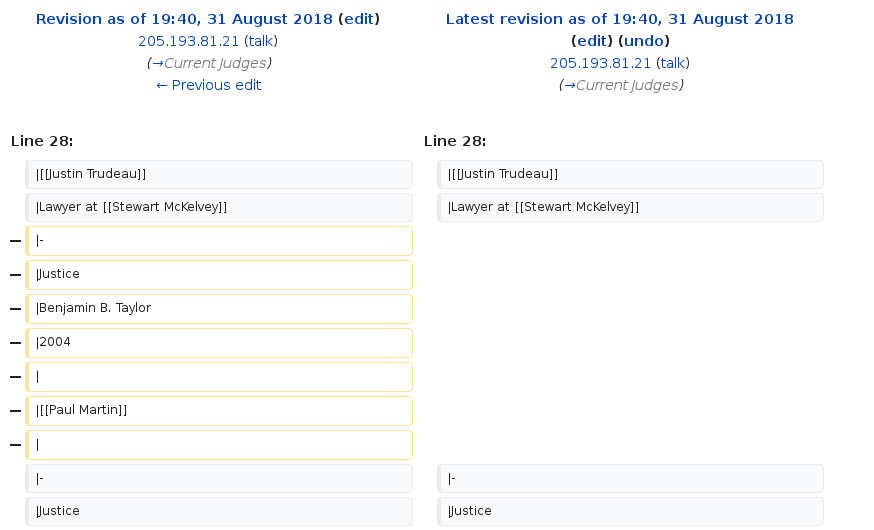 Revision as of 19:40, 31 August 2018 (edit)
205.193.81.21 (talk)
(→Current Judges)
← Previous edit
Latest revision as of 19:40, 31 August 2018
(edit) (undo)
205.193.81.21 (talk)
(→Current Judges)
Line 28:
Line 28:
|[[Justin Trudeau]]
|[[Justin Trudeau]]
|Lawyer at [[Stewart McKelvey]]
|Lawyer at [[Stewart McKelvey]]
− |-
− |Justice
− |Benjamin B. Taylor
− |2004
− |
− |[[Paul Martin]]
− |
|-
|-
|Justice
|Justice